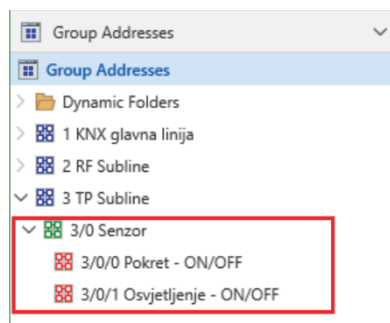 Group Addresses
Group Addresses
Dynamic Folders
1 KNX glavna linija
2 RF Subline
3 TP Subline
3/0 Senzor
3/0/0 Pokret - ON/OFF
3/0/1 Osvjetljenje - ON/OFF